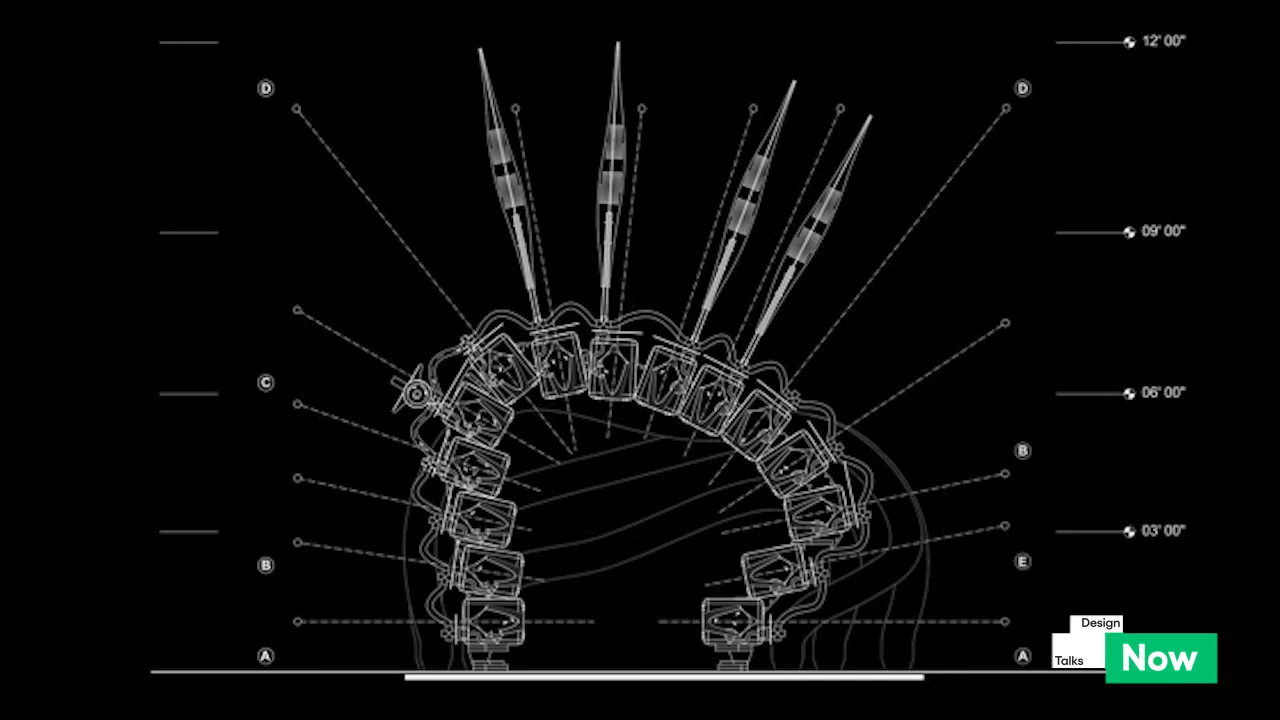 12' 00"
D
D
09' 00"
C
06' 00"
B
03' 00"
B
E
A
A
Design
Talks
Now